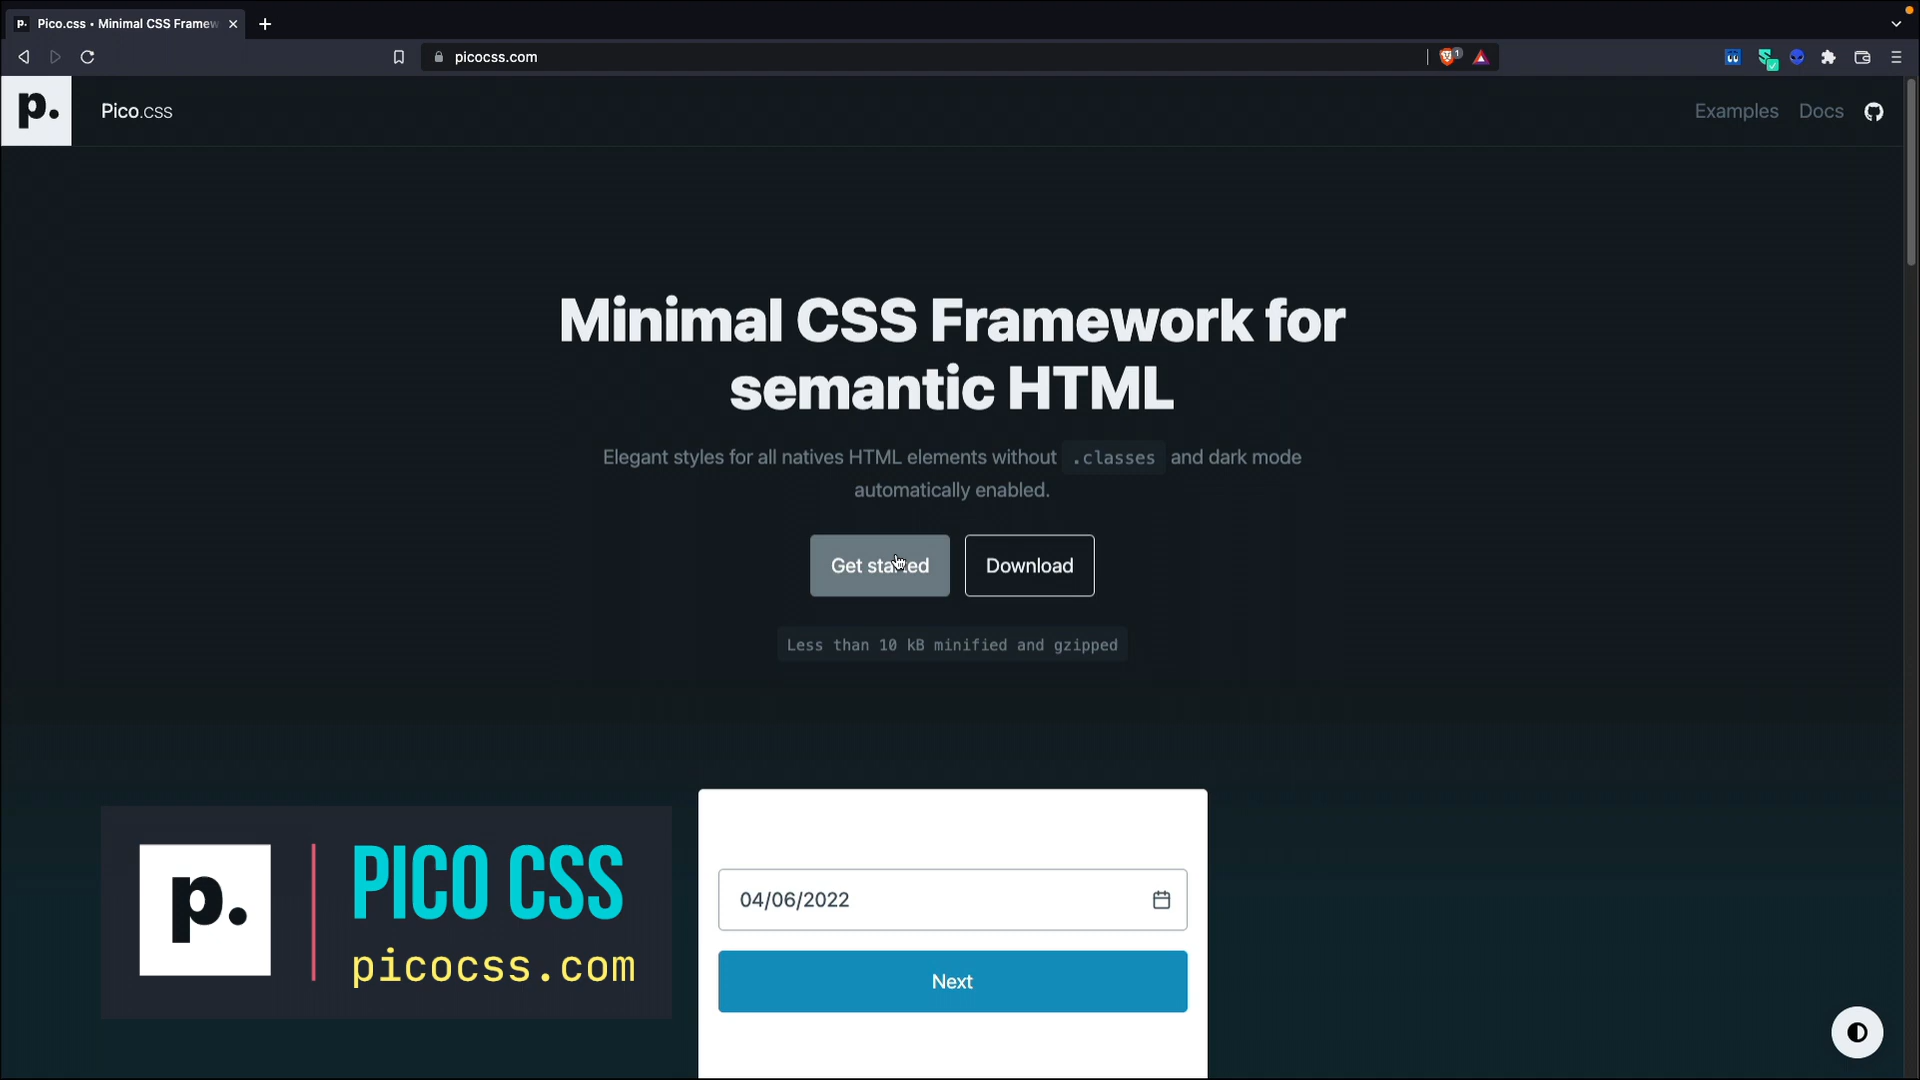 p. Pico.css • Minimal CSS Framew
picocss.com
1
p.
Pico.css
Examples Docs
Minimal CSS Framework for
semantic HTML
Elegant styles for all natives HTML elements without .classes and dark mode
automatically enabled.
Get started
Download
Less than 10 kB minified and gzipped
p.
PICO CSS
picocss.com
04/06/2022
Next